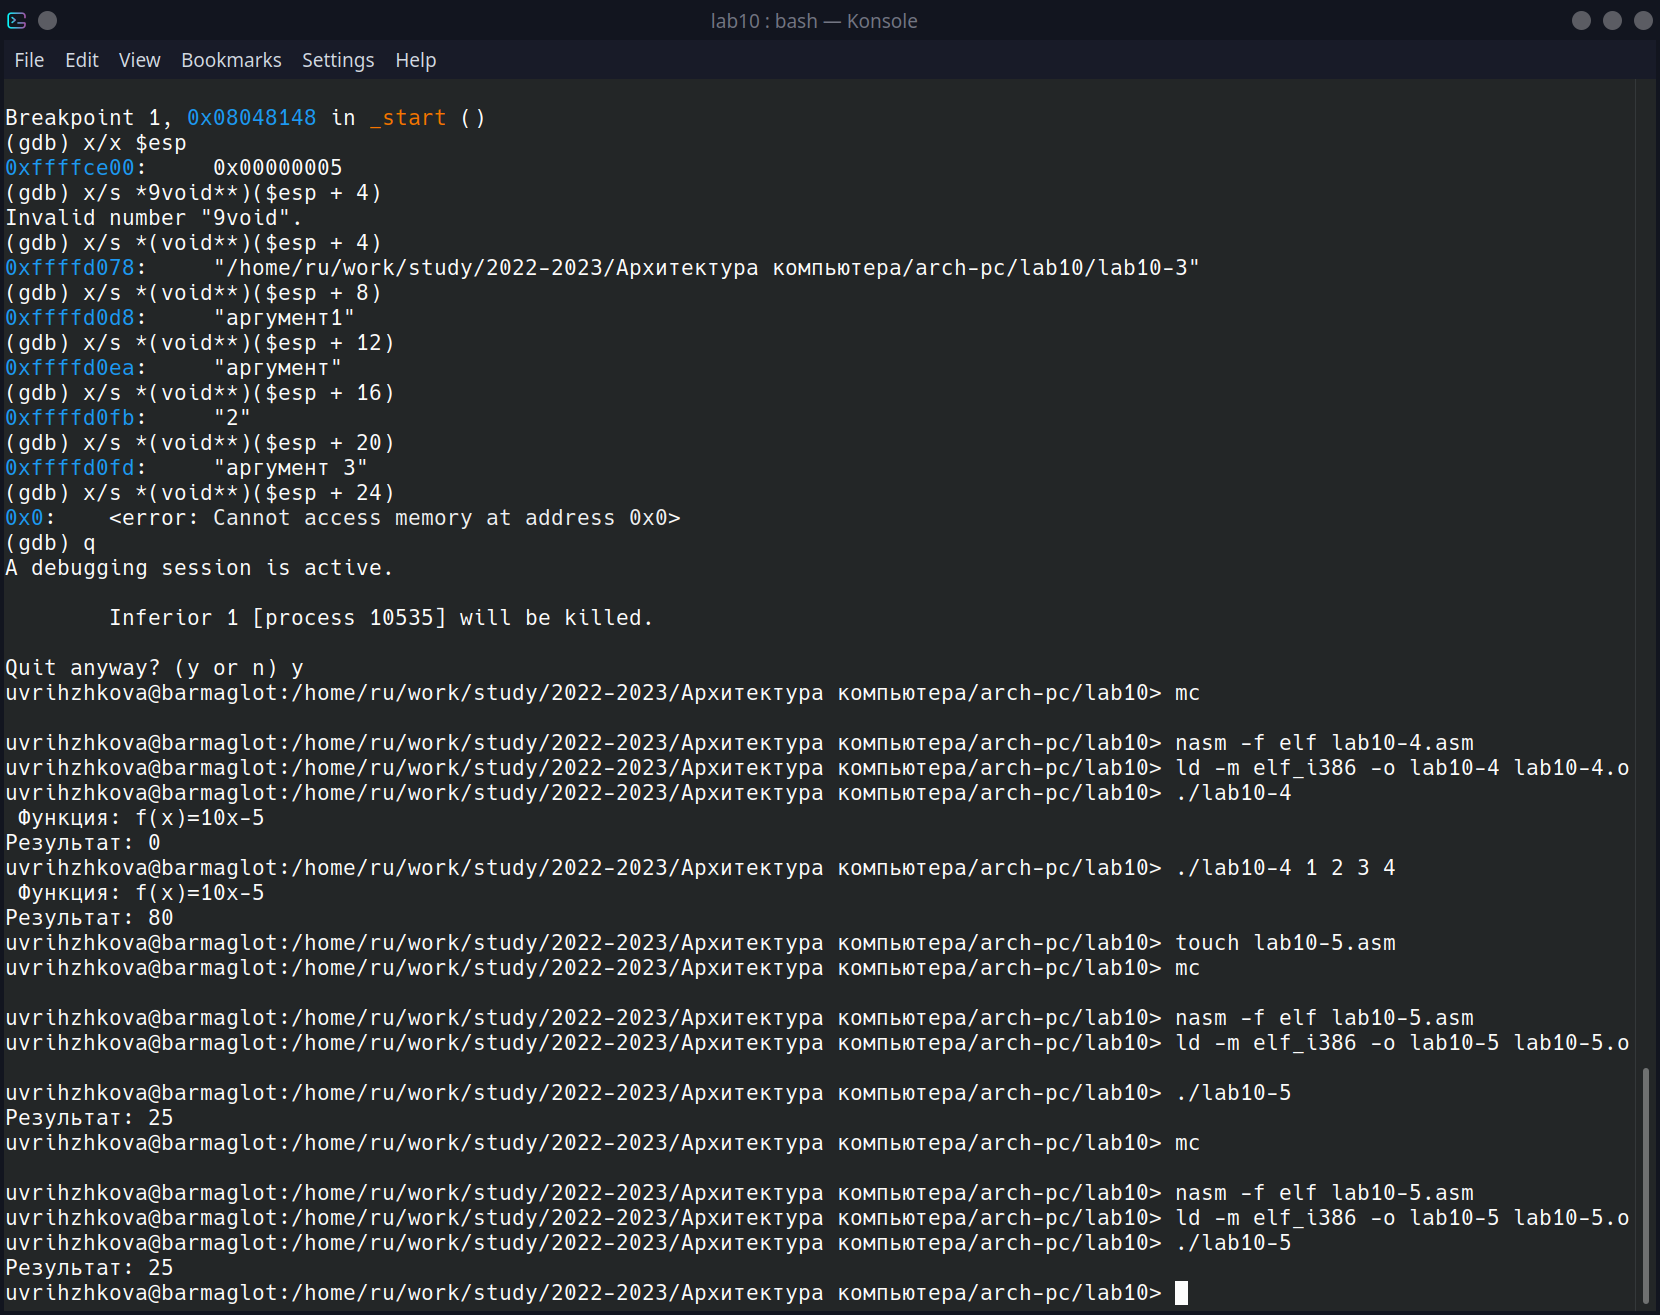 lab10 : bash — Konsole
File Edit View Bookmarks Settings Help
Breakpoint 1, 0x08048148 in _start ()
(gdb) x/x $esp
0xffffce00:     0x00000005
(gdb) x/s *9void**)($esp + 4)
Invalid number "9void".
(gdb) x/s *(void**)($esp + 4)
0xffffd078:     "/home/ru/work/study/2022-2023/Архитектура компьютера/arch-pc/lab10/lab10-3"
(gdb) x/s *(void**)($esp + 8)
0xffffd0d8:     "аргумент1"
(gdb) x/s *(void**)($esp + 12)
0xffffd0ea:     "аргумент"
(gdb) x/s *(void**)($esp + 16)
0xffffd0fb:     "2"
(gdb) x/s *(void**)($esp + 20)
0xffffd0fd:     "аргумент 3"
(gdb) x/s *(void**)($esp + 24)
0x0:    <error: Cannot access memory at address 0x0>
(gdb) q
A debugging session is active.
        Inferior 1 [process 10535] will be killed.
Quit anyway? (y or n) y
uvrihzhkova@barmaglot:/home/ru/work/study/2022-2023/Архитектура компьютера/arch-pc/lab10> mc
uvrihzhkova@barmaglot:/home/ru/work/study/2022-2023/Архитектура компьютера/arch-pc/lab10> nasm -f elf lab10-4.asm
uvrihzhkova@barmaglot:/home/ru/work/study/2022-2023/Архитектура компьютера/arch-pc/lab10> ld -m elf_i386 -o lab10-4 lab10-4.o
uvrihzhkova@barmaglot:/home/ru/work/study/2022-2023/Архитектура компьютера/arch-pc/lab10> ./lab10-4
 Функция: f(x)=10x-5
Результат: 0
uvrihzhkova@barmaglot:/home/ru/work/study/2022-2023/Архитектура компьютера/arch-pc/lab10> ./lab10-4 1 2 3 4
 Функция: f(x)=10x-5
Результат: 80
uvrihzhkova@barmaglot:/home/ru/work/study/2022-2023/Архитектура компьютера/arch-pc/lab10> touch lab10-5.asm
uvrihzhkova@barmaglot:/home/ru/work/study/2022-2023/Архитектура компьютера/arch-pc/lab10> mc
uvrihzhkova@barmaglot:/home/ru/work/study/2022-2023/Архитектура компьютера/arch-pc/lab10> nasm -f elf lab10-5.asm
uvrihzhkova@barmaglot:/home/ru/work/study/2022-2023/Архитектура компьютера/arch-pc/lab10> ld -m elf_i386 -o lab10-5 lab10-5.o
uvrihzhkova@barmaglot:/home/ru/work/study/2022-2023/Архитектура компьютера/arch-pc/lab10> ./lab10-5
Результат: 25
uvrihzhkova@barmaglot:/home/ru/work/study/2022-2023/Архитектура компьютера/arch-pc/lab10> mc
uvrihzhkova@barmaglot:/home/ru/work/study/2022-2023/Архитектура компьютера/arch-pc/lab10> nasm -f elf lab10-5.asm
uvrihzhkova@barmaglot:/home/ru/work/study/2022-2023/Архитектура компьютера/arch-pc/lab10> ld -m elf_i386 -o lab10-5 lab10-5.o
uvrihzhkova@barmaglot:/home/ru/work/study/2022-2023/Архитектура компьютера/arch-pc/lab10> ./lab10-5
Результат: 25
uvrihzhkova@barmaglot:/home/ru/work/study/2022-2023/Архитектура компьютера/arch-pc/lab10>